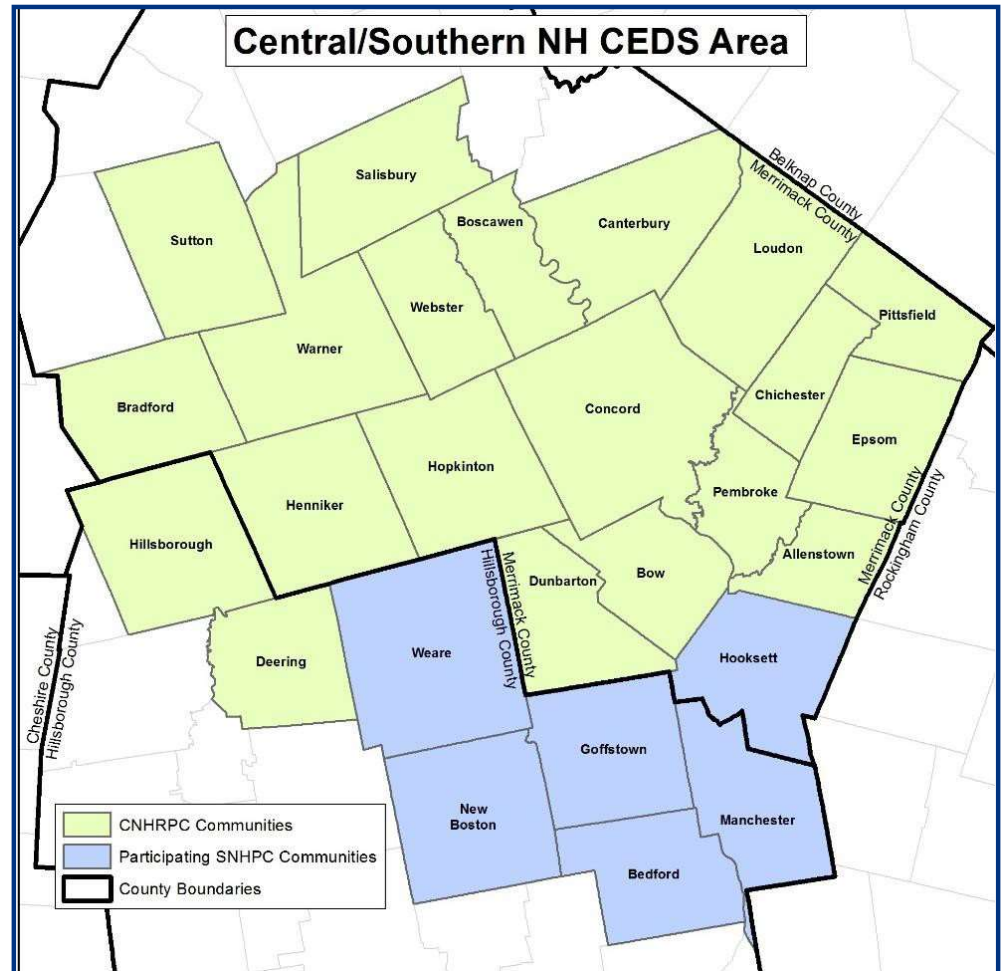 Central/Southern NH CEDS Area
Belknap County
Merrimack County
Salisbury
Boscawen
Canterbury
Sutton
Loudon
Webster
Pittsfield
Warner
Chichester
Bradford
Concord
Epsom
Hopkinton
Pembroke
Henniker
Merrimack County
Rockingham County
Hillsborough
Allenstown
Bow
Dunbarton
Merrimack County
Hillsborough County
Weare
Hooksett
Deering
Cheshire County
Hillsborough County
Goffstown
New
Boston
Manchester
Bedford
CNHRPC Communities
Participating SNHPC Communities
County Boundaries